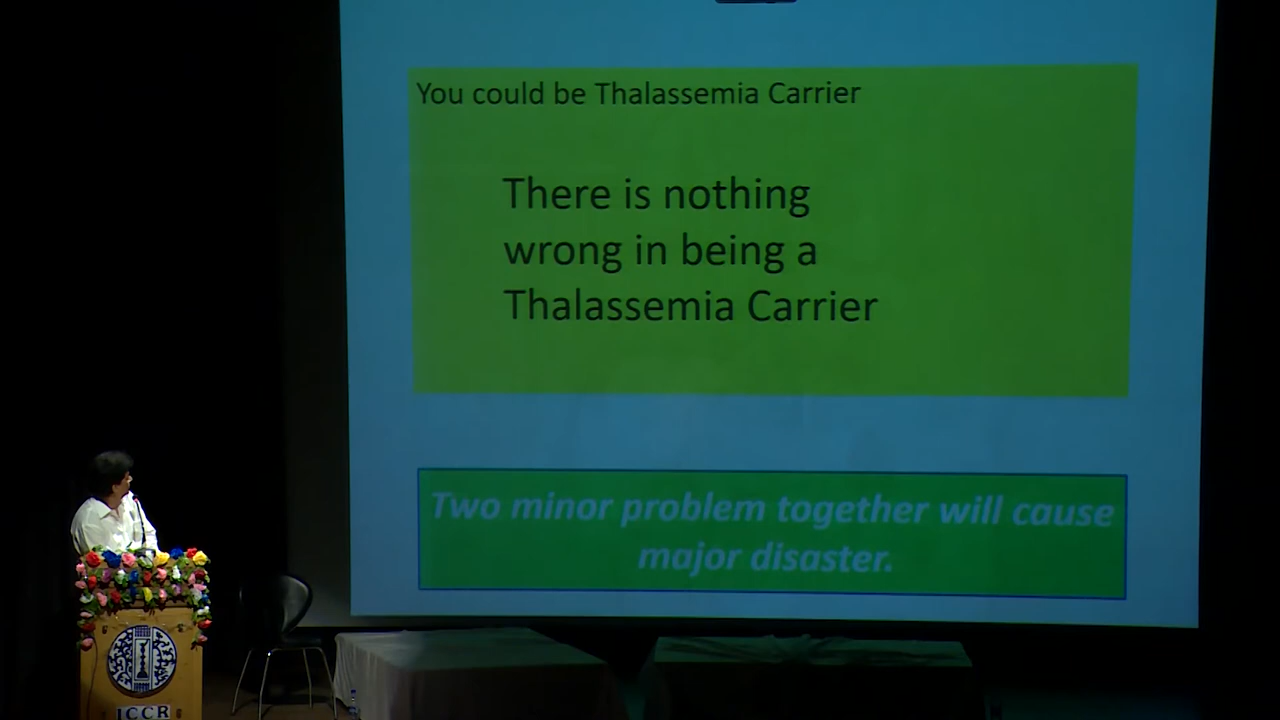 You could be Thalassemia Carrier
There is nothing
wrong in being a
Thalassemia Carrier
Two minor problem together will cause
major disaster.
ICCR